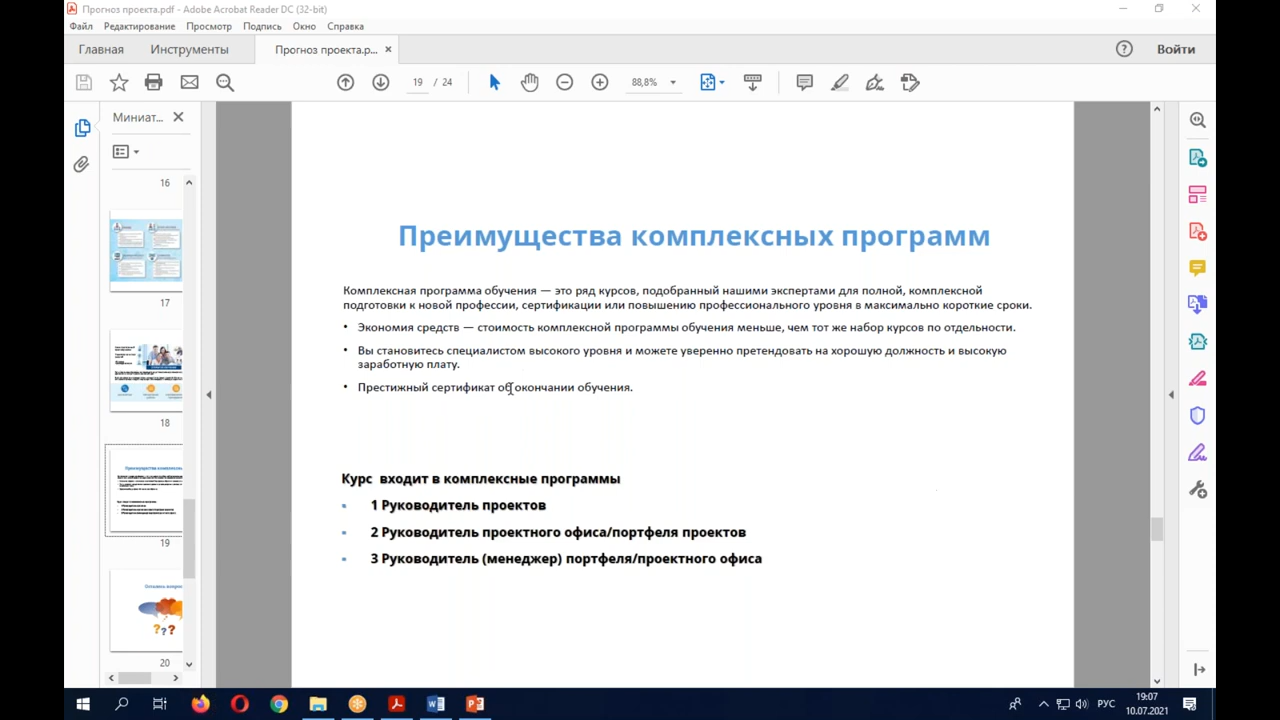 Прогноз проекта.pdf - Adobe Acrobat Reader DC (32-bit)
Файл Редактирование Просмотр Подпись Окно Справка
Главная Инструменты Прогноз проекта.p... × ? Войти
19 / 24 88,8%
Миниат...
16
17
18
19
20
Преимущества комплексных программ
Комплексная программа обучения — это ряд курсов, подобранный нашими экспертами для полной, комплексной
подготовки к новой профессии, сертификации или повышению профессионального уровня в максимально короткие сроки.
• Экономия средств — стоимость комплексной программы обучения меньше, чем тот же набор курсов по отдельности.
• Вы становитесь специалистом высокого уровня и можете уверенно претендовать на хорошую должность и высокую
заработную плату.
• Престижный сертификат об окончании обучения.
Курс входит в комплексные программы
• 1 Руководитель проектов
• 2 Руководитель проектного офиса/портфеля проектов
• 3 Руководитель (менеджер) портфеля/проектного офиса
РУС
19:07
10.07.2021